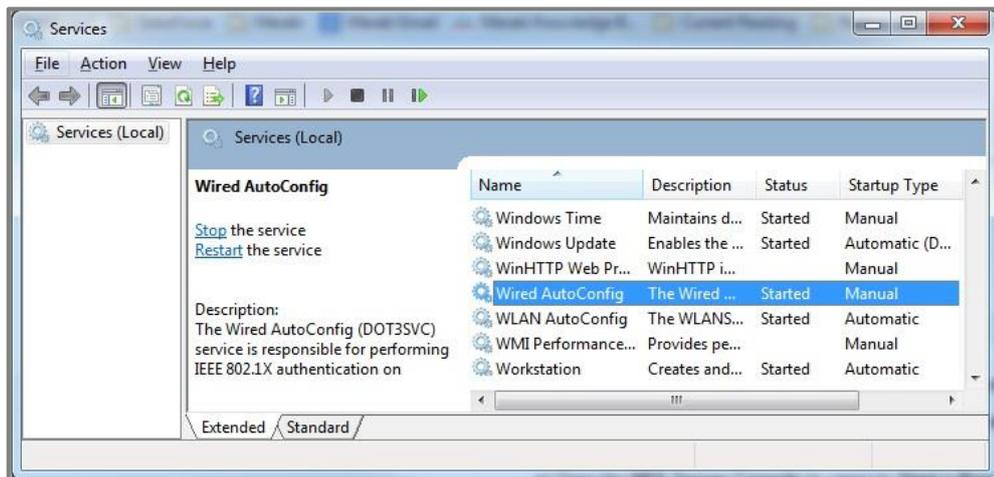 Services
File Action View Help
Services (Local)
Services (Local)
Wired AutoConfig
Stop the service
Restart the service
Description:
The Wired AutoConfig (DOT3SVC)
service is responsible for performing
IEEE 802.1X authentication on
Name Description Status Startup Type
Windows Time Maintains d... Started Manual
Windows Update Enables the ... Started Automatic (D...
WinHTTP Web Pr... WinHTTP i... Manual
Wired AutoConfig The Wired ... Started Manual
WLAN AutoConfig The WLANS... Started Automatic
WMI Performance... Provides pe... Manual
Workstation Creates and... Started Automatic
Extended Standard